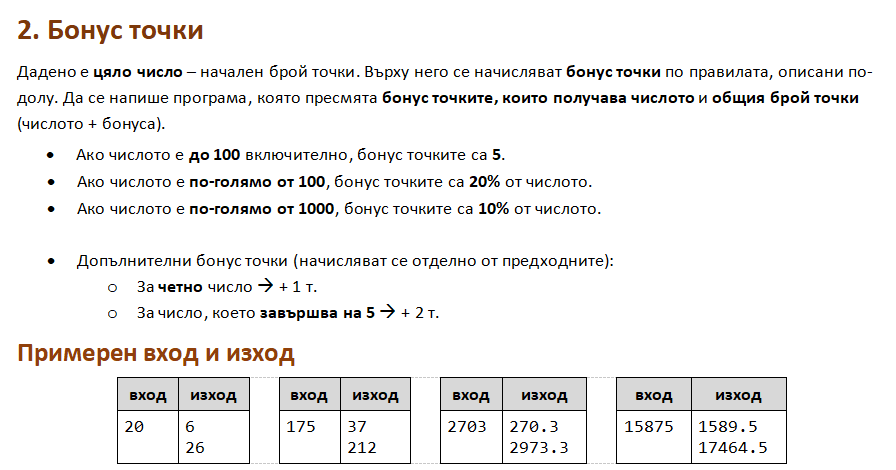 2. Бонус точки
Дадено е цяло число – начален брой точки. Върху него се начисляват бонус точки по правилата, описани по-
долу. Да се напише програма, която пресмята бонус точките, които получава числото и общия брой точки
(числото + бонуса).
• Ако числото е до 100 включително, бонус точките са 5.
• Ако числото е по-голямо от 100, бонус точките са 20% от числото.
• Ако числото е по-голямо от 1000, бонус точките са 10% от числото.
• Допълнителни бонус точки (начисляват се отделно от предходните):
o За четно число → + 1 т.
o За число, което завършва на 5 → + 2 т.
Примерен вход и изход
вход изход вход изход вход изход вход изход
20 6 175 37 2703 270.3 15875 1589.5
26 212 2973.3 17464.5